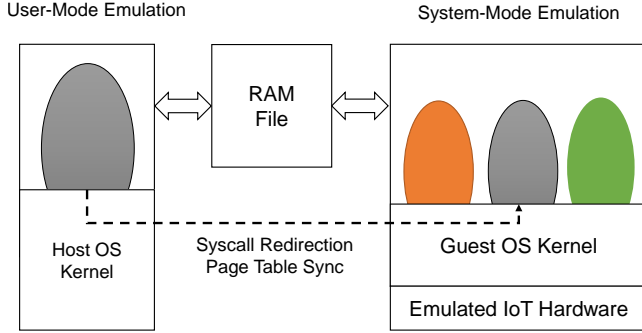 User-Mode Emulation
System-Mode Emulation
RAM
File
Host OS
Kernel
Syscall Redirection
Page Table Sync
Guest OS Kernel
Emulated IoT Hardware